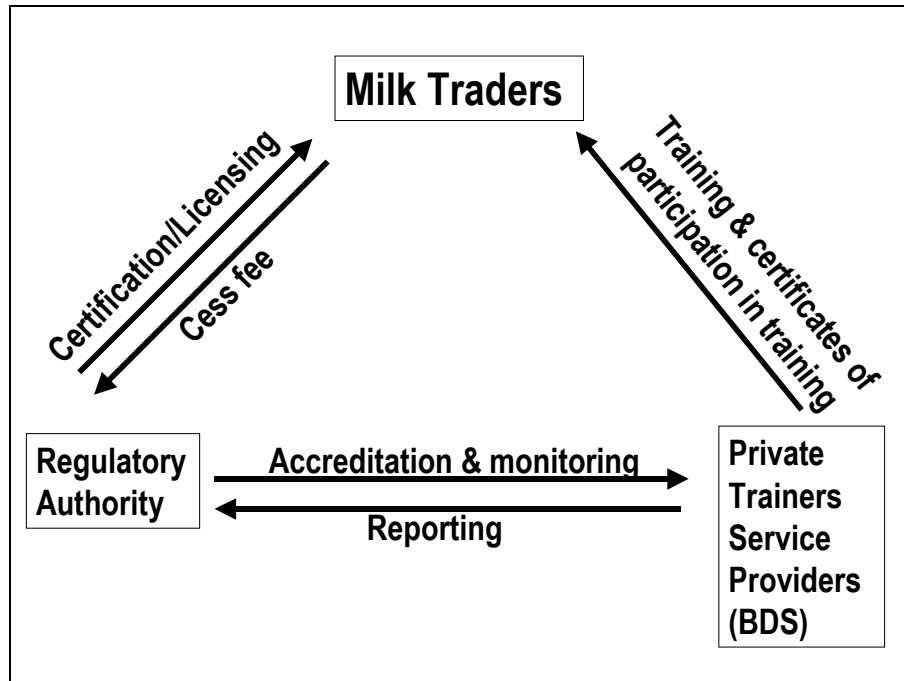 Milk Traders
Certification/Licensing
Cess fee
Training & certificates of
participation in training
Regulatory
Authority
Accreditation & monitoring
Reporting
Private
Trainers
Service
Providers
(BDS)